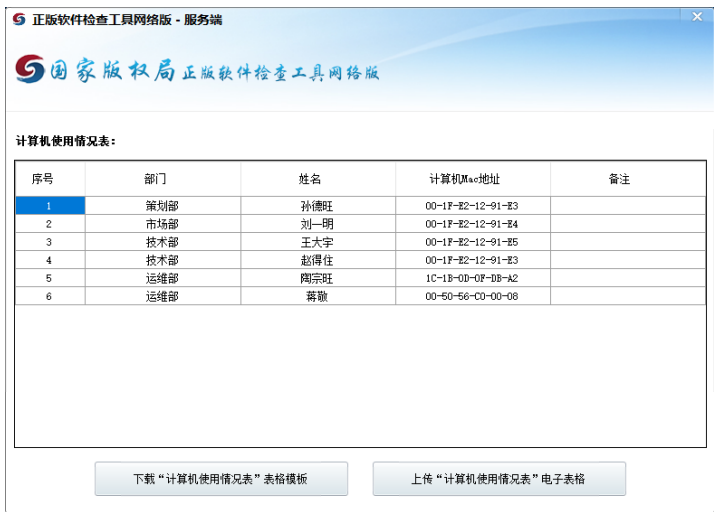 正版软件检查工具网络版 - 服务端
国家版权局正版软件检查工具网络版
计算机使用情况表：
序号 部门 姓名 计算机Mac地址 备注
1 策划部 孙德旺 00-1F-E2-12-91-E3
2 市场部 刘一明 00-1F-E2-12-91-E4
3 技术部 王大宇 00-1F-E2-12-91-E5
4 技术部 赵得住 00-1F-E2-12-91-E3
5 运维部 陶宗旺 1C-1B-0D-0F-DB-A2
6 运维部 蒋敬 00-50-56-C0-00-08
下载“计算机使用情况表”表格模板 上传“计算机使用情况表”电子表格